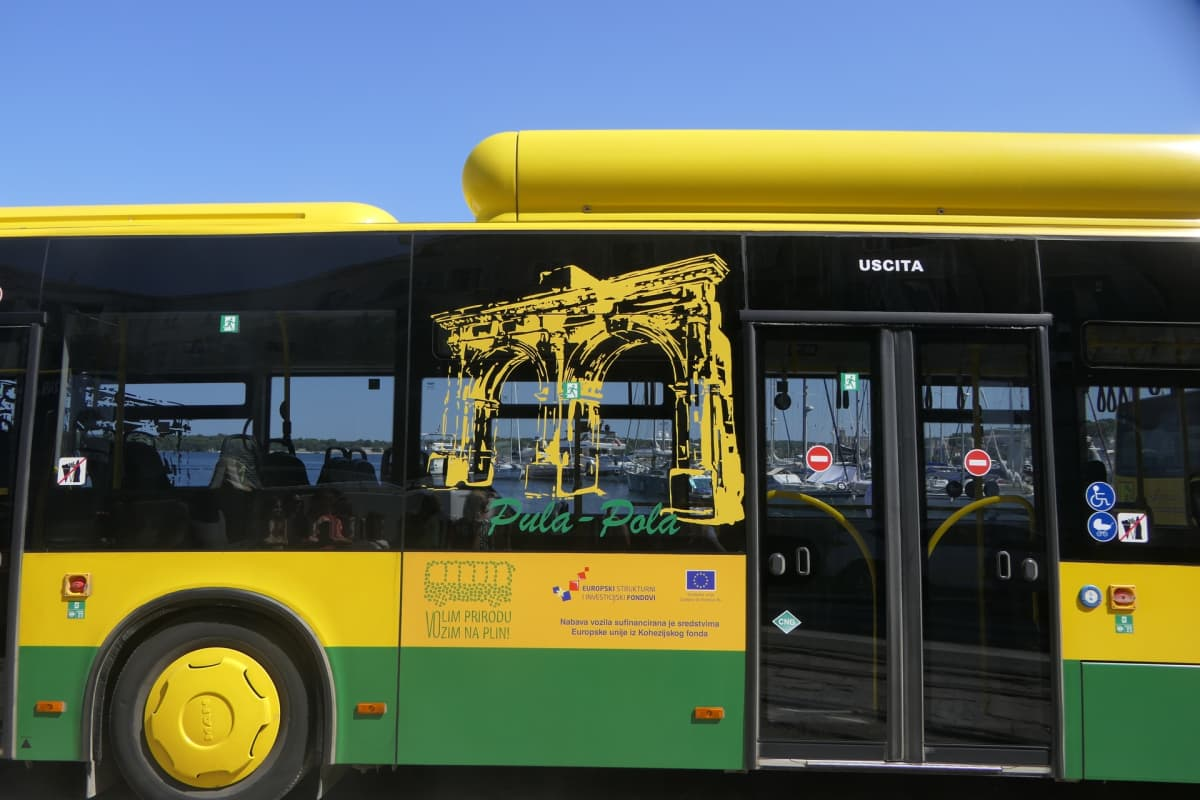 USCITA
Pula-Pola
VOLIM PRIRODU
VOZIM NA PLIN!
EUROPSKI STRUKTURNI
I INVESTICIJSKI FONDOVI
Nabava vozila sufinancirana je sredstvima
Europske unije iz Kohezijskog fonda
CNG
MAN